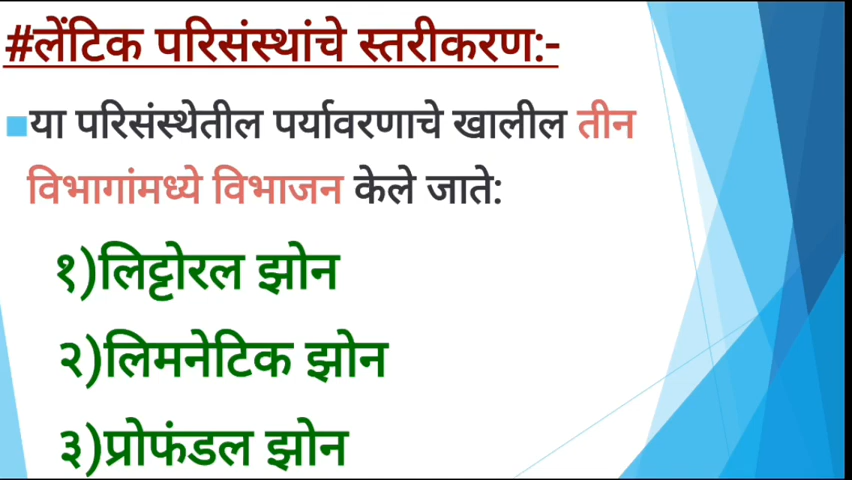 #लेंटिक परिसंस्थांचे स्तरीकरण:-
या परिसंस्थेतील पर्यावरणाचे खालील तीन
विभागांमध्ये विभाजन केले जाते:
१)लिट्टोरल झोन
२)लिमनेटिक झोन
३)प्रोफंडल झोन